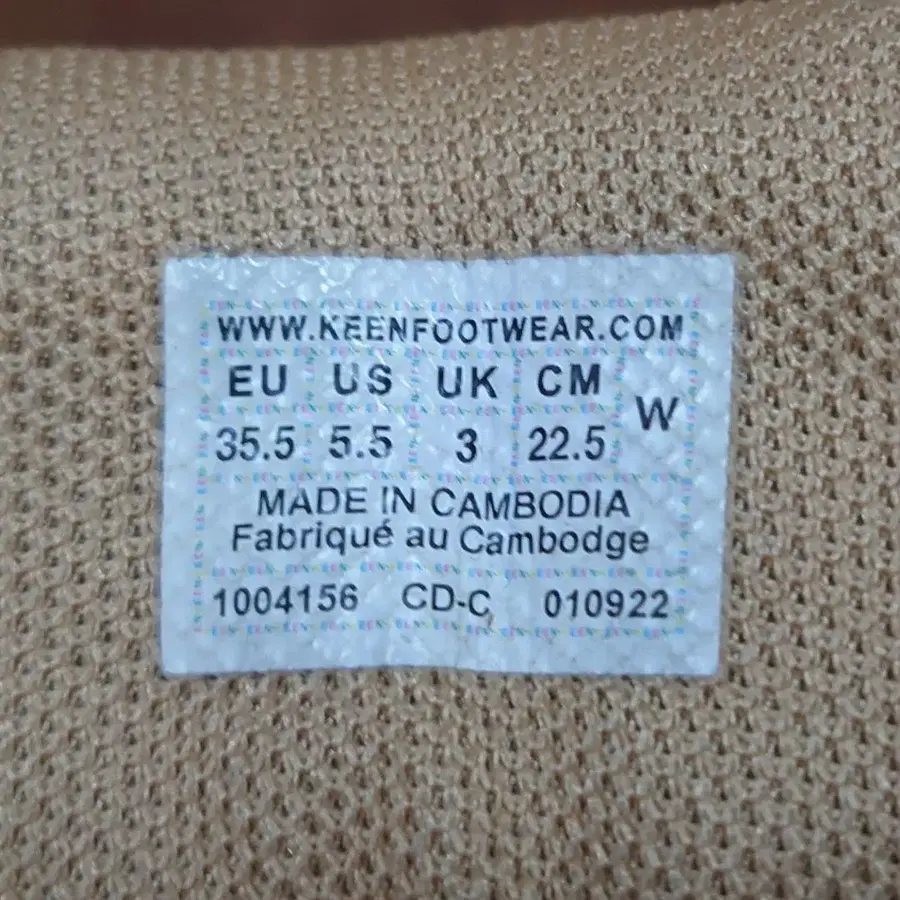 WWW.KEENFOOTWEAR.COM
EU US UK CM W
35.5 5.5 3 22.5
MADE IN CAMBODIA
Fabriqué au Cambodge
1004156 CD-C 010922